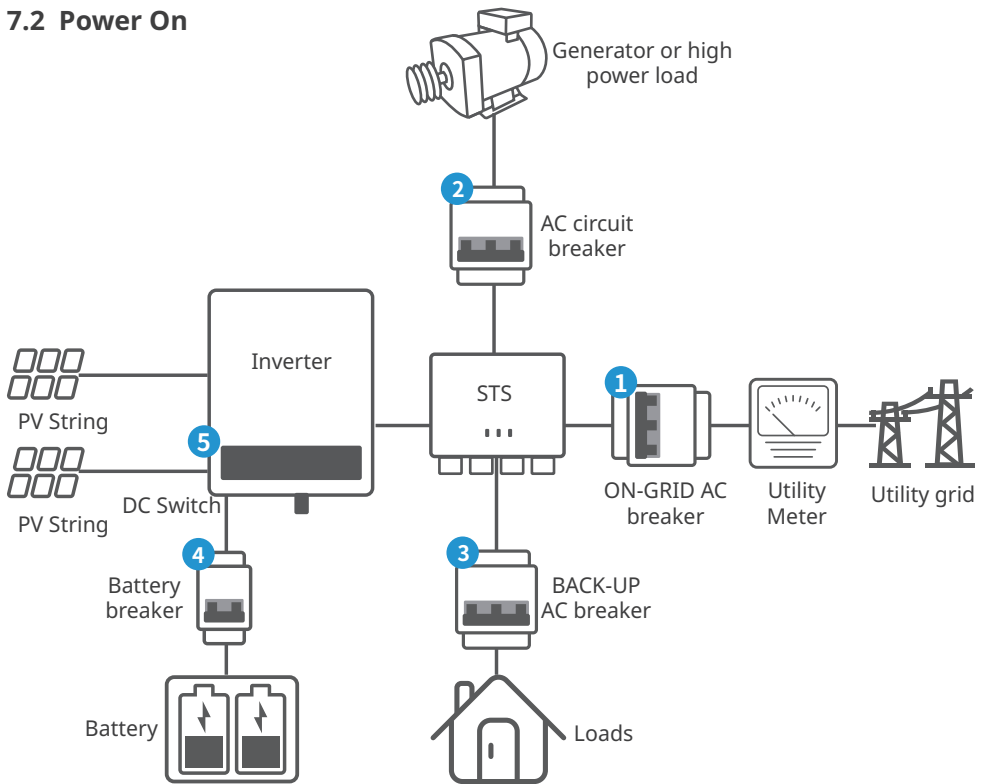 7.2 Power On
Generator or high
power load
2
AC circuit
breaker
Inverter
STS
1
PV String
5
DC Switch
PV String
ON-GRID AC
breaker
Utility
Meter
Utility grid
4
Battery
breaker
3
BACK-UP
AC breaker
Battery
Loads